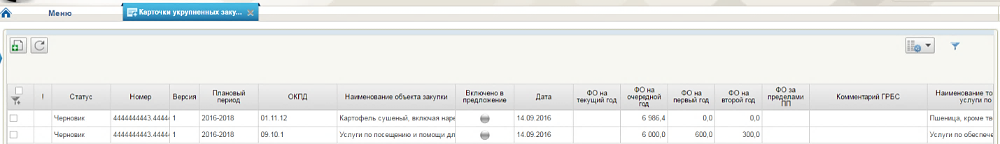 Меню
Карточки укрупненных заку...
!
Статус
Номер
Версия
Плановый
период
ОКПД
Наименование объекта закупки
Включено в
предложение
Дата
ФО на
текущий год
ФО на
очередной
год
ФО на
первый год
ФО на
второй год
ФО за
пределами
ПП
Комментарий ГРБС
Наименование то
услуги по
Черновик 4444444443.4444 1 2016-2018 01.11.12 Картофель сушеный, включая наре 14.09.2016 6 986,4 0,0 0,0 Пшеница, кроме тв
Черновик 4444444443.4444 1 2016-2018 09.10.1 Услуги по посещению и помощи дл 14.09.2016 6 000,0 600,0 300,0 Услуги по обеспече